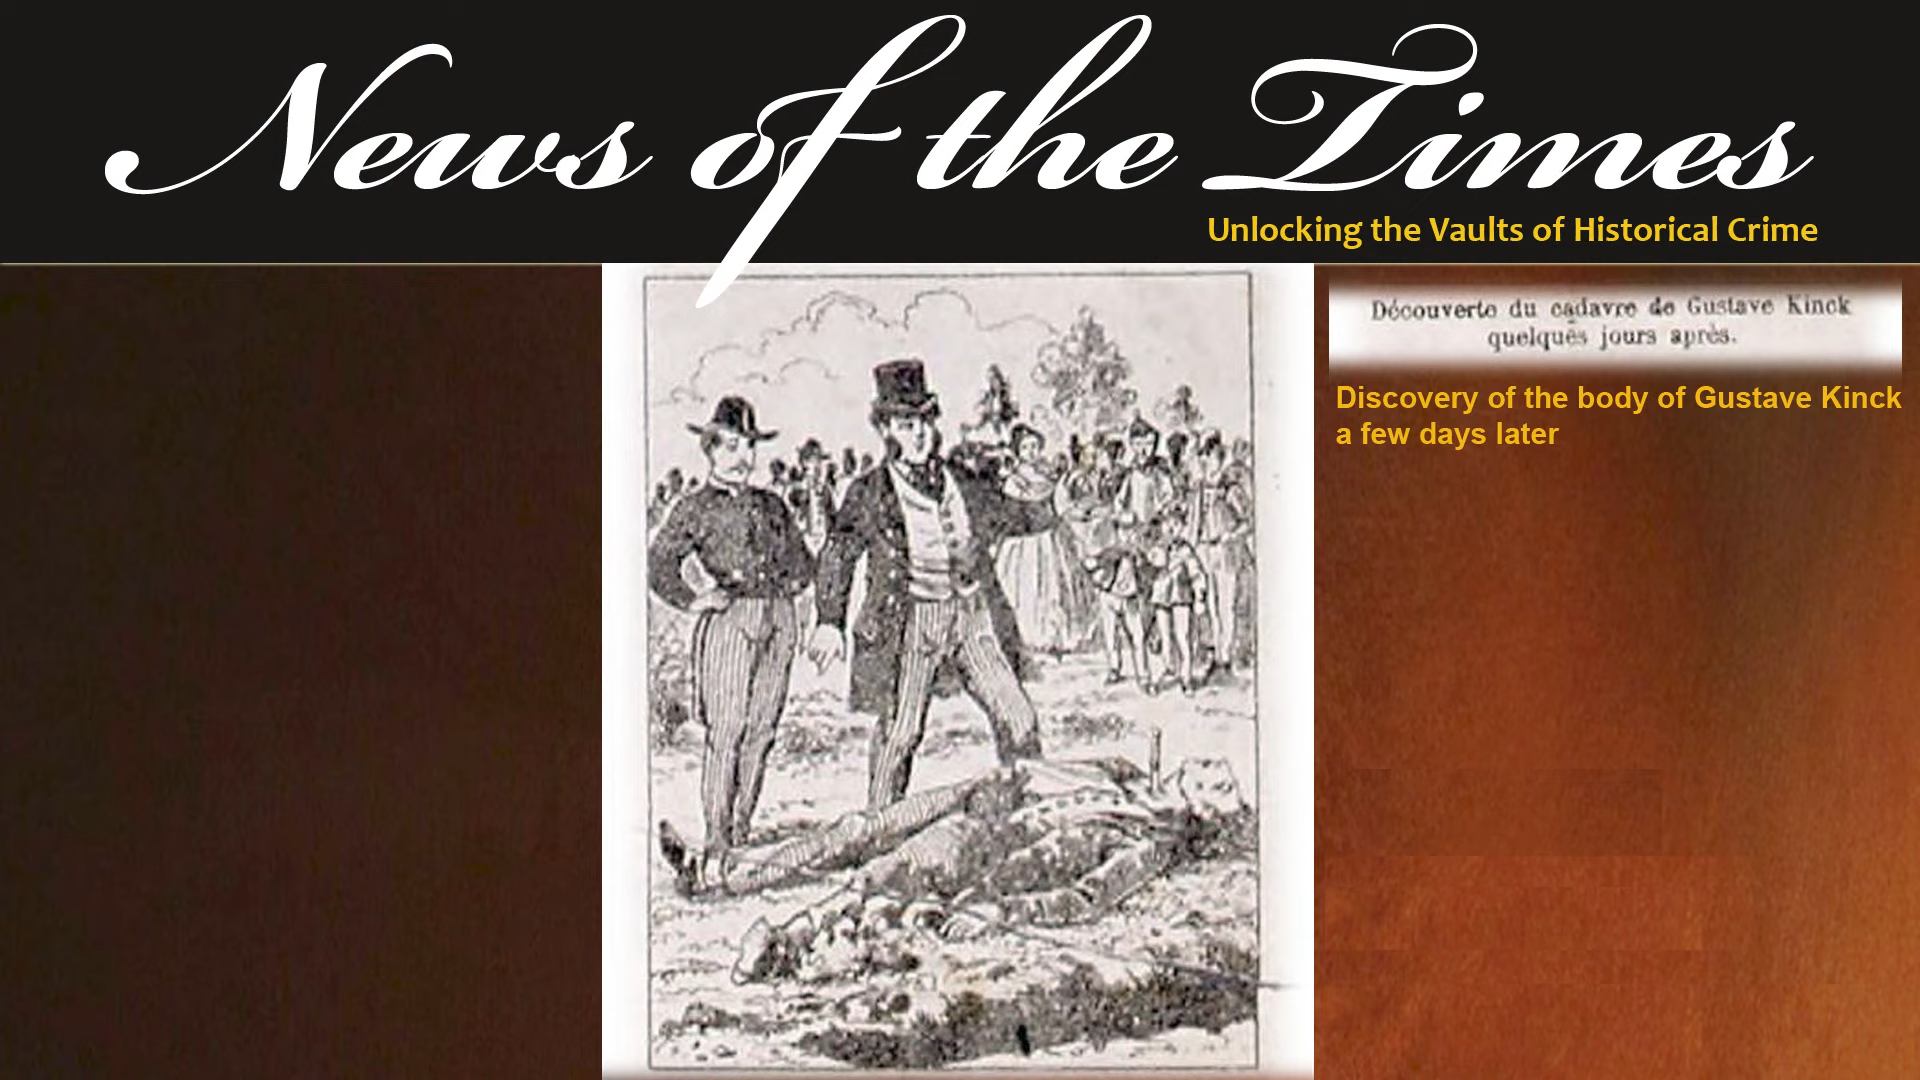 News of the Times
Unlocking the Vaults of Historical Crime
Découverte du cadavre de Gustave Kinck
quelques jours après.
Discovery of the body of Gustave Kinck
a few days later